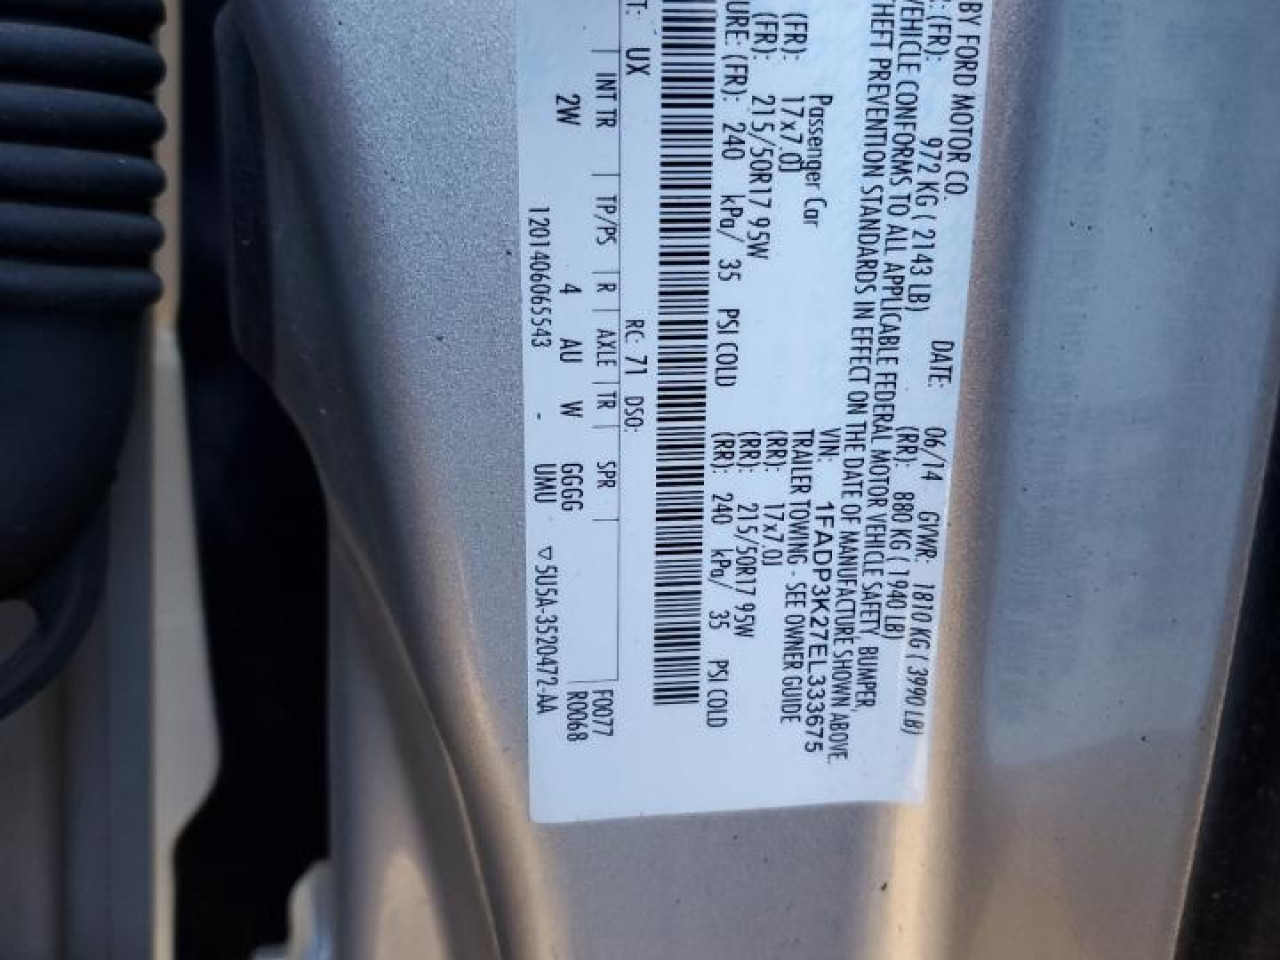 BY FORD MOTOR CO. DATE: 06/14 GVWR: 1810 KG ( 3990 LB)
(FR): 972 KG ( 2143 LB) (RR): 880 KG ( 1940 LB)
VEHICLE CONFORMS TO ALL APPLICABLE FEDERAL MOTOR VEHICLE SAFETY, BUMPER,
THEFT PREVENTION STANDARDS IN EFFECT ON THE DATE OF MANUFACTURE SHOWN ABOVE.
VIN: 1FADP3K27EL333675
Passenger Car TRAILER TOWING - SEE OWNER GUIDE
(FR): 17x7.0J (RR): 17x7.0J
(FR): 215/50R17 95W (RR): 215/50R17 95W
URE: (FR): 240 kPa/ 35 PSI COLD (RR): 240 kPa/ 35 PSI COLD
T: UX RC: 71 DSO:
INT TR TP/PS R AXLE TR SPR F0077
2W 4 AU W GGGG R0068
120140606 5543 - UMU ▽5U5A-3520472-AA